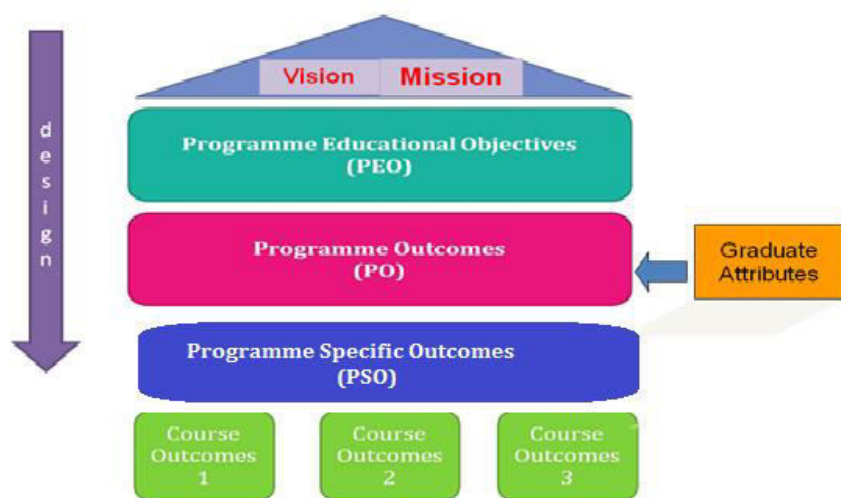 Vision Mission
design
Programme Educational Objectives
(PEO)
Programme Outcomes
(PO)
Graduate
Attributes
Programme Specific Outcomes
(PSO)
Course
Outcomes
1
Course
Outcomes
2
Course
Outcomes
3